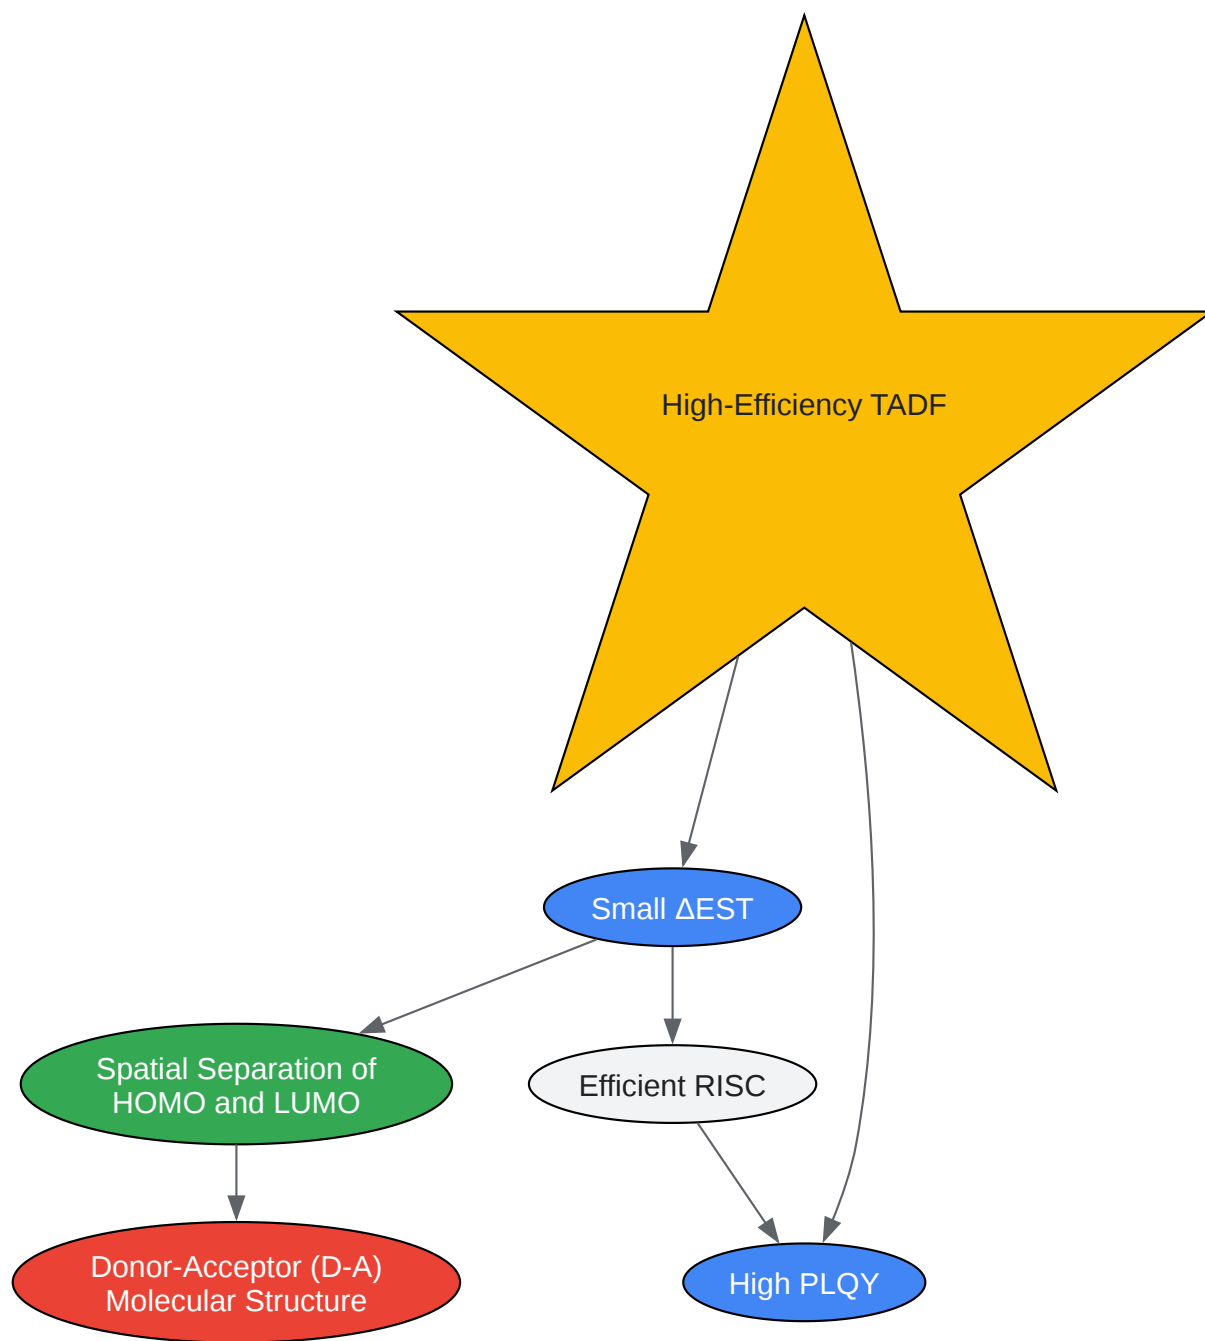 High-Efficiency TADF
Small ΔEST
Spatial Separation of
HOMO and LUMO
Efficient RISC
Donor-Acceptor (D-A)
Molecular Structure
High PLQY